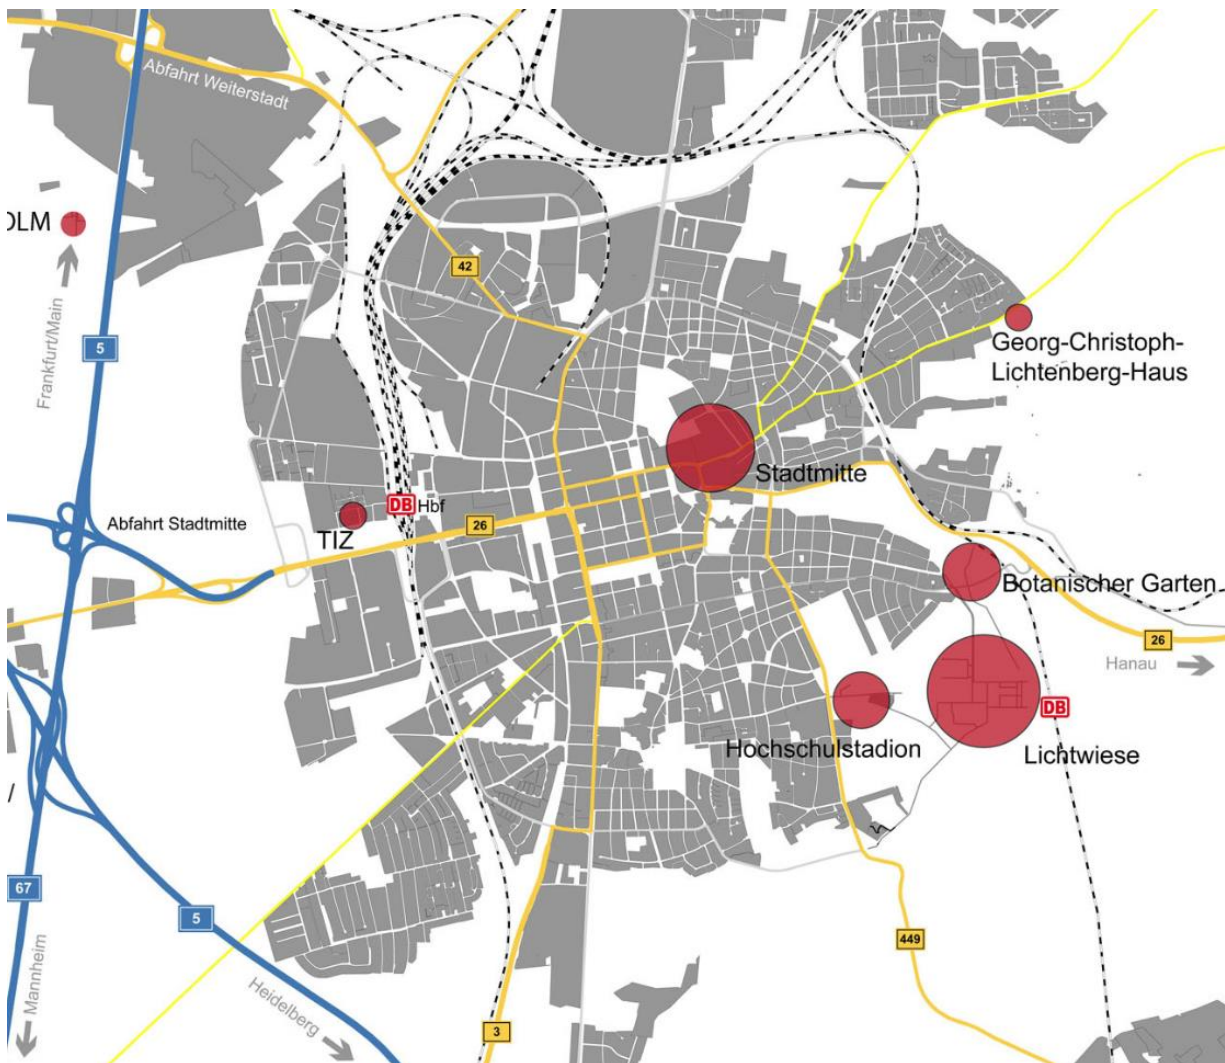 Abfahrt Weiterstadt
OLM
Frankfurt/Main
5
42
Georg-Christoph-
Lichtenberg-Haus
Stadtmitte
DB Hbf
Abfahrt Stadtmitte
TIZ
26
Botanischer Garten
26
Hanau
DB
Hochschulstadion
Lichtwiese
/
67
5
449
Mannheim
Heidelberg
3